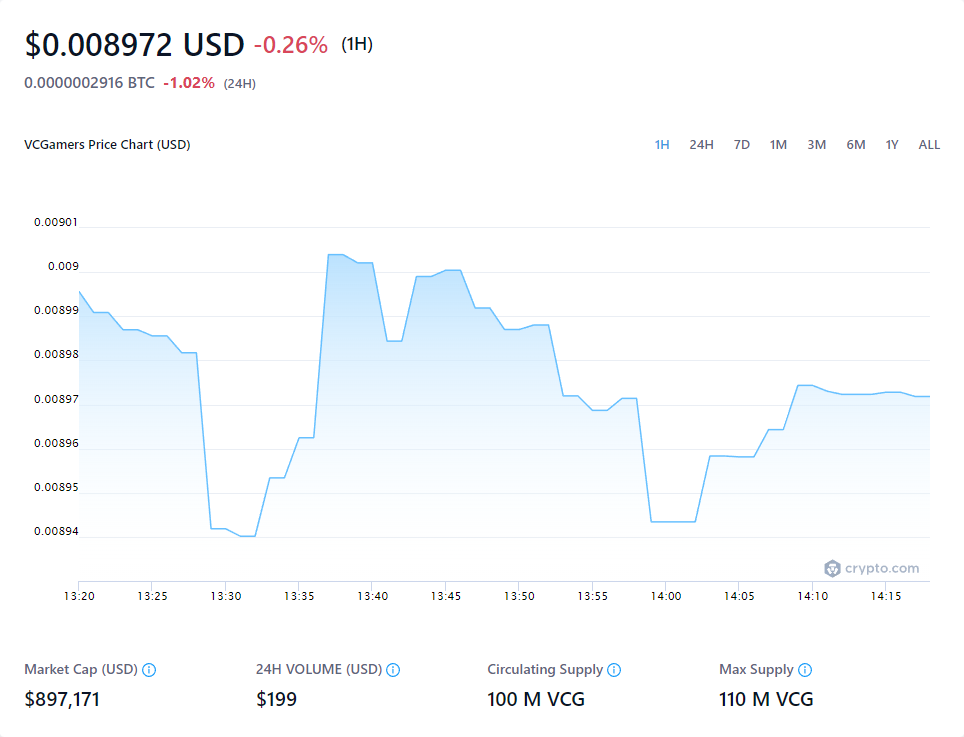 $0.008972 USD -0.26% (1H)
0.0000002916 BTC -1.02% (24H)
VCGamers Price Chart (USD) 1H 24H 7D 1M 3M 6M 1Y ALL
0.00901
0.009
0.00899
0.00898
0.00897
0.00896
0.00895
0.00894
crypto.com
13:20 13:25 13:30 13:35 13:40 13:45 13:50 13:55 14:00 14:05 14:10 14:15
Market Cap (USD) 24H VOLUME (USD) Circulating Supply Max Supply
$897,171 $199 100 M VCG 110 M VCG